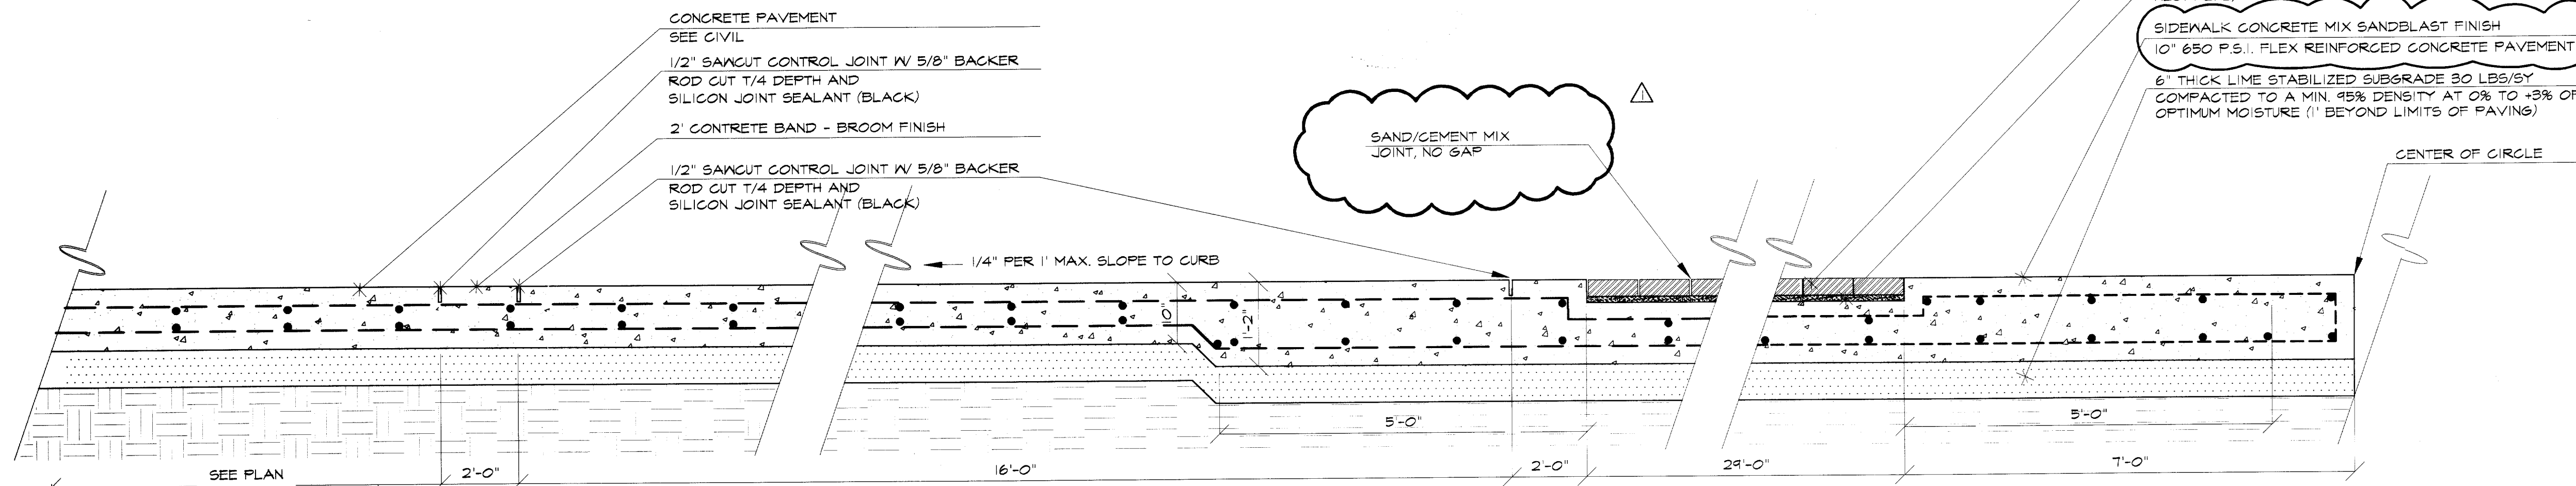 CONCRETE PAVEMENT
SEE CIVIL
1/2" SAWCUT CONTROL JOINT W/ 5/8" BACKER
ROD CUT T/4 DEPTH AND
SILICON JOINT SEALANT (BLACK)
2' CONTRETE BAND - BROOM FINISH
1/2" SAWCUT CONTROL JOINT W/ 5/8" BACKER
ROD CUT T/4 DEPTH AND
SILICON JOINT SEALANT (BLACK)
SAND/CEMENT MIX
JOINT, NO GAP
1
SIDEWALK CONCRETE MIX SANDBLAST FINISH
10" 650 P.S.I. FLEX REINFORCED CONCRETE PAVEMENT
6" THICK LIME STABILIZED SUBGRADE 30 LBS/SY
COMPACTED TO A MIN. 95% DENSITY AT 0% TO +3% OF
OPTIMUM MOISTURE (1' BEYOND LIMITS OF PAVING)
CENTER OF CIRCLE
1/4" PER 1' MAX. SLOPE TO CURB
10"
1'-2"
5'-0"
5'-0"
SEE PLAN
2'-0"
16'-0"
2'-0"
29'-0"
7'-0"